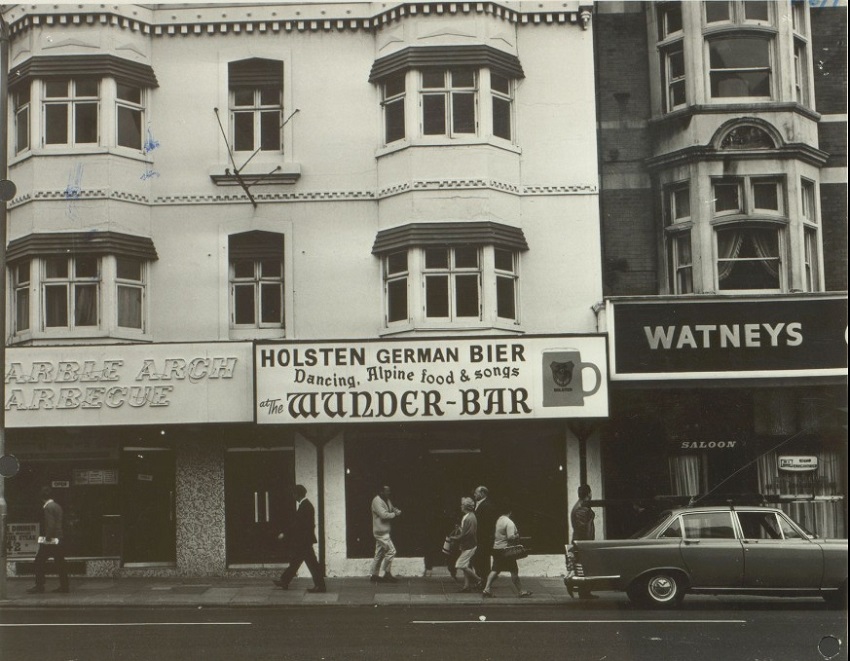 ARBLE ARCH
ARBECUE
HOLSTEN GERMAN BIER
Dancing, Alpine food & songs
at The WUNDER-BAR
WATNEYS
SALOON